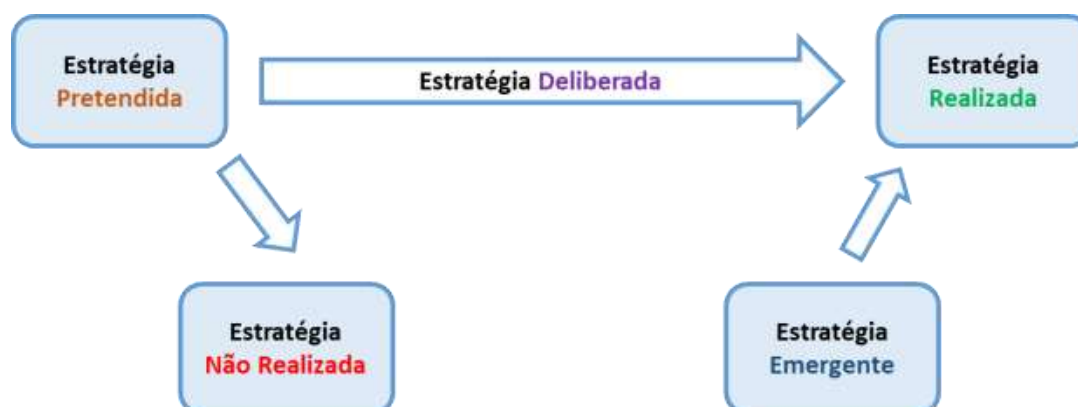 Estratégia
Pretendida
Estratégia Deliberada
Estratégia
Realizada
Estratégia
Não Realizada
Estratégia
Emergente